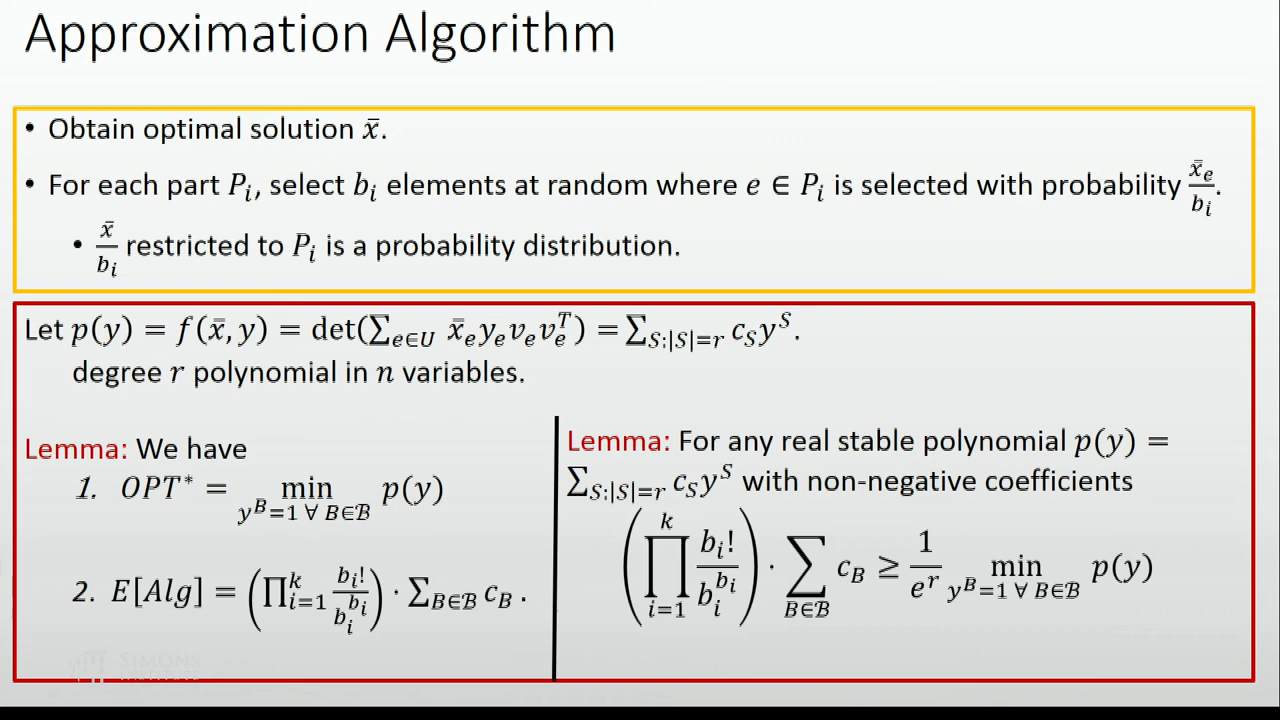 Approximation Algorithm
• Obtain optimal solution x̄.
• For each part P_i, select b_i elements at random where e ∈ P_i is selected with probability x̄_e/b_i.
• x̄/b_i restricted to P_i is a probability distribution.
Let p(y) = f(x̄, y) = det(∑_{e∈U} x̄_e y_e v_e v_e^T) = ∑_{S:|S|=r} c_S y^S.
degree r polynomial in n variables.
Lemma: We have
1. OPT* = min_{y^B=1 ∀ B∈ℬ} p(y)
2. E[Alg] = (∏_{i=1}^k b_i!/b_i^{b_i}) · ∑_{B∈ℬ} c_B .
Lemma: For any real stable polynomial p(y) =
∑_{S:|S|=r} c_S y^S with non-negative coefficients
(∏_{i=1}^k b_i!/b_i^{b_i}) · ∑_{B∈ℬ} c_B ≥ 1/e^r min_{y^B=1 ∀ B∈ℬ} p(y)
SIMONS
INSTITUTE